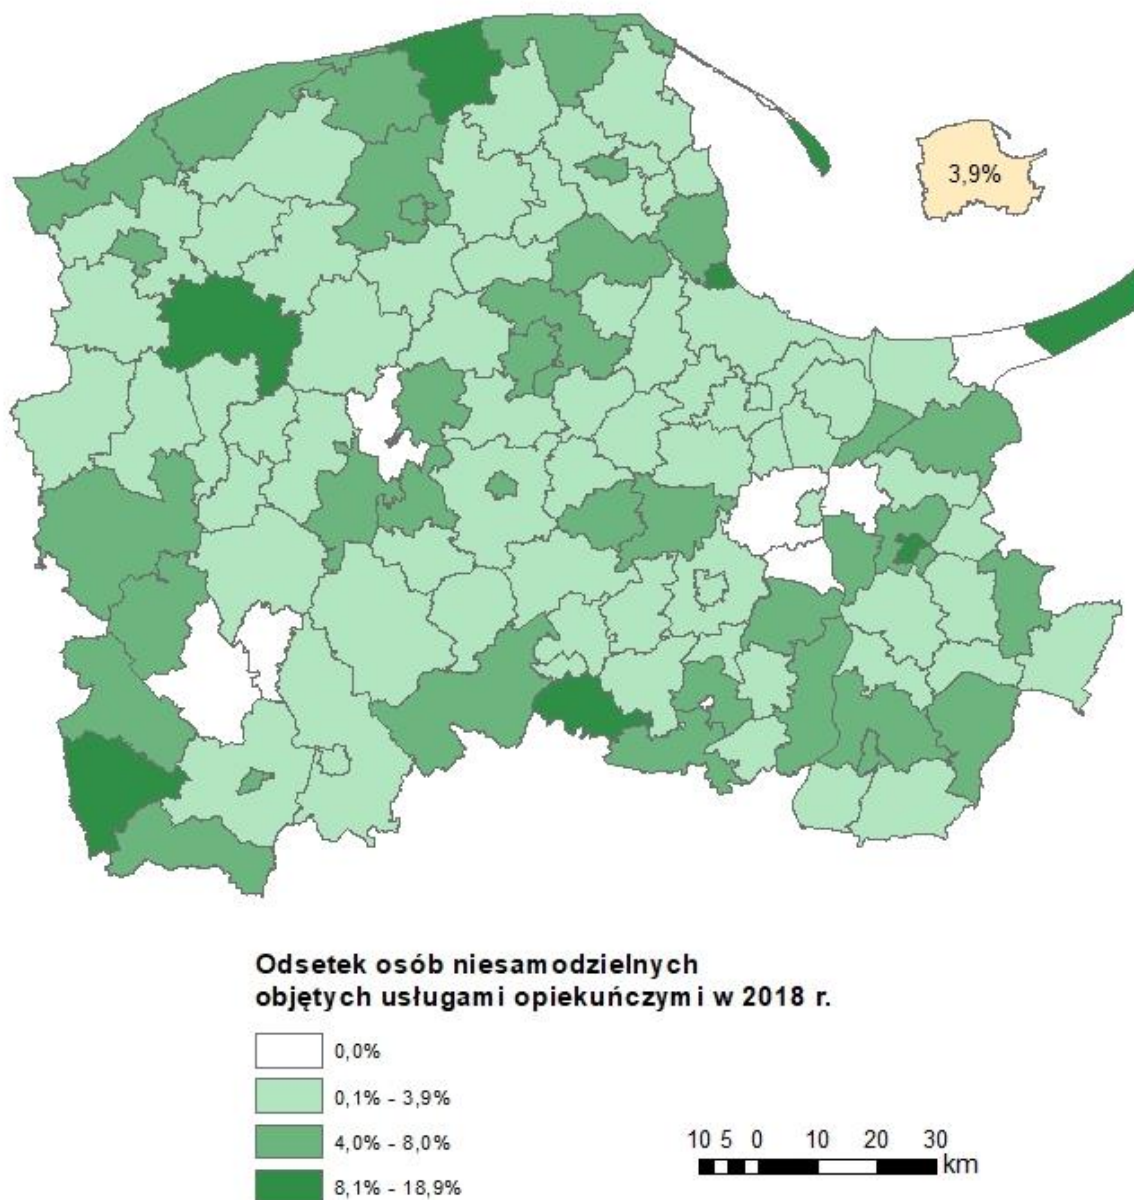 3,9%
Odsetek osób niesamodzielnych
objętych usługami opiekuńczymi w 2018 r.
0,0%
0,1% - 3,9%
4,0% - 8,0%
8,1% - 18,9%
10 5 0 10 20 30
km